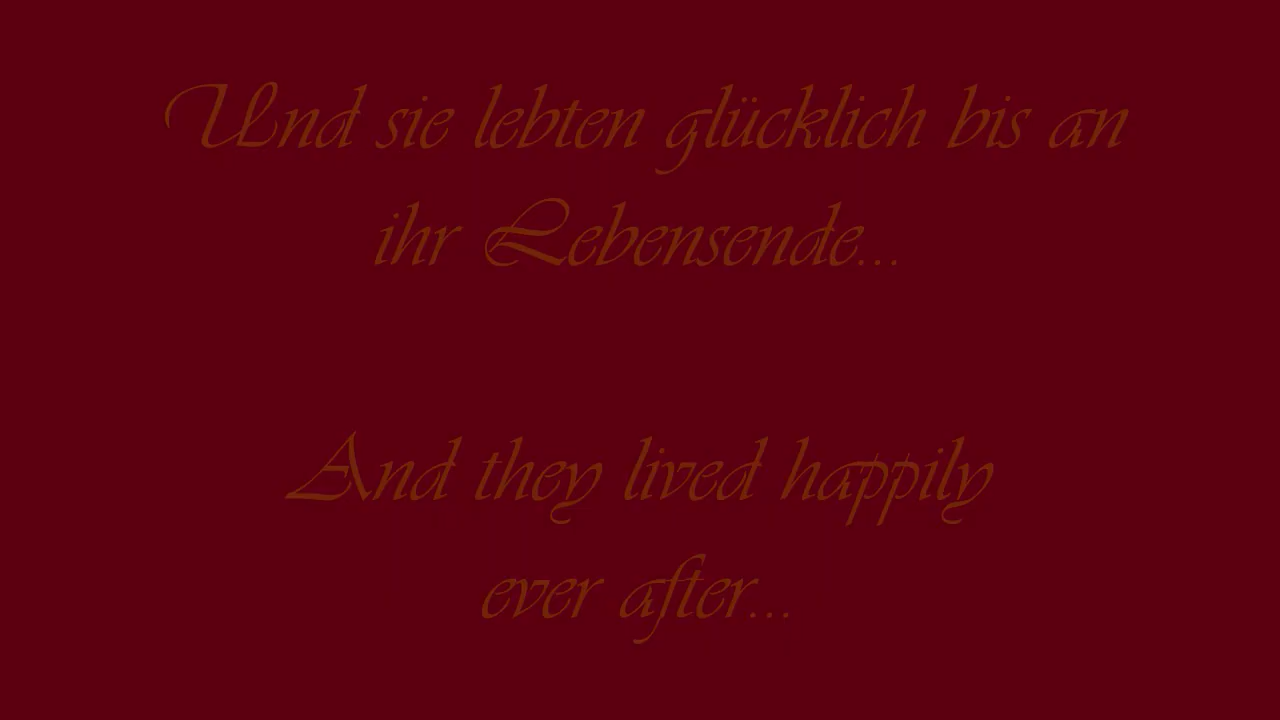 Und sie lebten glücklich bis an
ihr Lebensende...
And they lived happily
ever after...